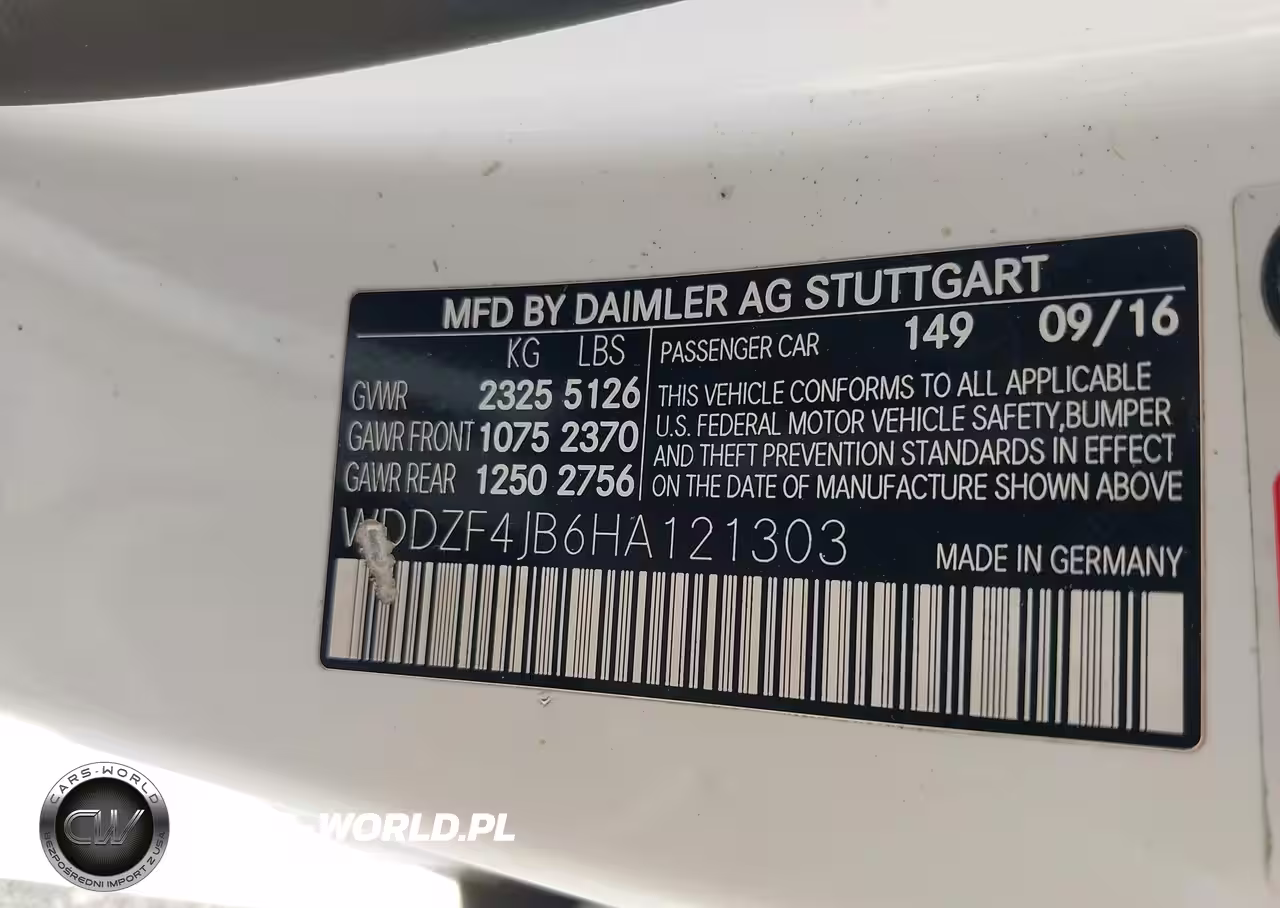 MFD BY DAIMLER AG STUTTGART
KG LBS
GVWR 2325 5126
GAWR FRONT 1075 2370
GAWR REAR 1250 2756
PASSENGER CAR 149 09/16
THIS VEHICLE CONFORMS TO ALL APPLICABLE
U.S. FEDERAL MOTOR VEHICLE SAFETY,BUMPER
AND THEFT PREVENTION STANDARDS IN EFFECT
ON THE DATE OF MANUFACTURE SHOWN ABOVE
WDDZF4JB6HA121303
MADE IN GERMANY
CARS-WORLD
CW
BEZPOŚREDNI IMPORT Z USA
-WORLD.PL